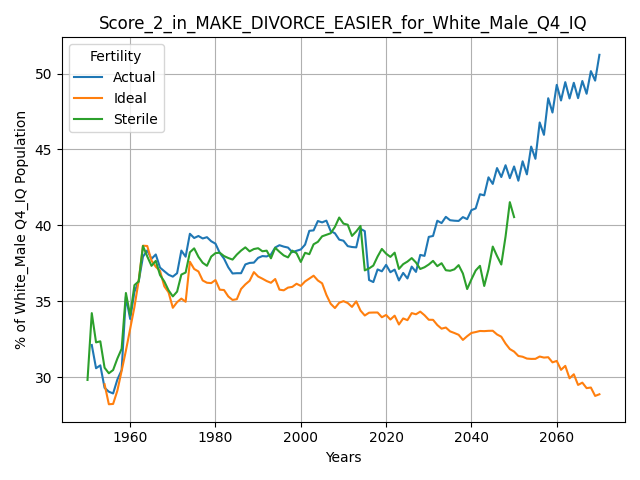 Score_2_in_MAKE_DIVORCE_EASIER_for_White_Male_Q4_IQ
Fertility
Actual
Ideal
Sterile
% of White_Male Q4_IQ Population
50
45
40
35
30
1960
1980
2000
2020
2040
2060
Years